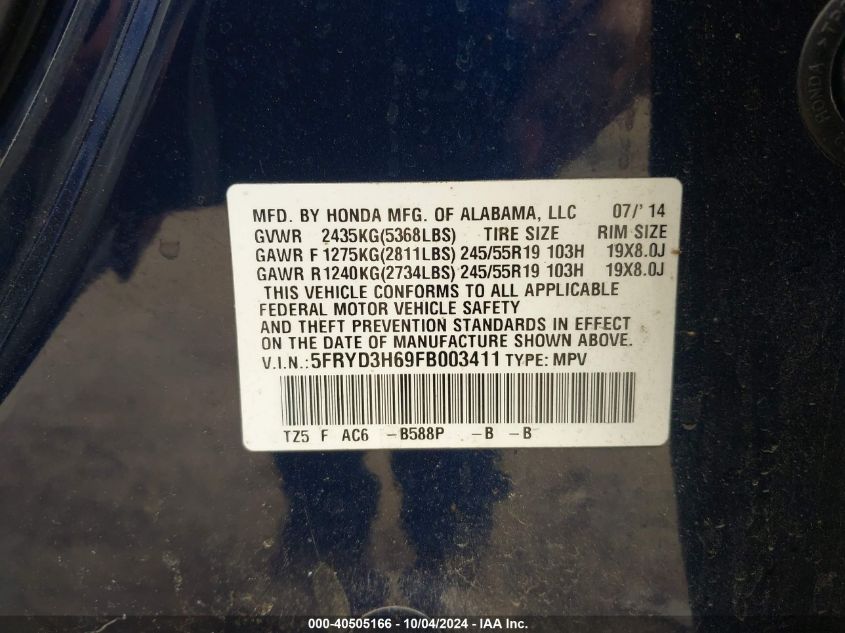 MFD. BY HONDA MFG. OF ALABAMA, LLC 07/'14
GVWR 2435KG(5368LBS) TIRE SIZE RIM SIZE
GAWR F 1275KG(2811LBS) 245/55R19 103H 19X8.0J
GAWR R1240KG(2734LBS) 245/55R19 103H 19X8.0J
THIS VEHICLE CONFORMS TO ALL APPLICABLE
FEDERAL MOTOR VEHICLE SAFETY
AND THEFT PREVENTION STANDARDS IN EFFECT
ON THE DATE OF MANUFACTURE SHOWN ABOVE.
V.I.N.:5FRYD3H69FB003411 TYPE: MPV
TZ5 F AC6 -B588P -B -B
HONDA
000-40505166 - 10/04/2024 - IAA Inc.